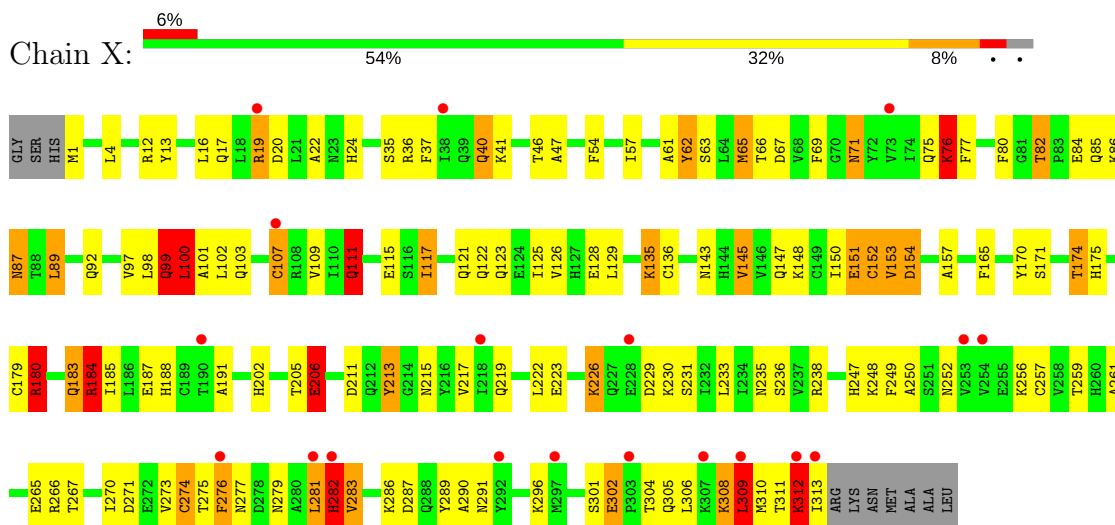 6%
Chain X:
54% 32% 8% • •
GLY SER HIS M1 L4 R12 Y13 L16 Q17 L18 R19 D20 L21 A22 N23 H24 S35 R36 F37 I38 Q39 Q40 K41 T46 A47 F54 I57 A61 Y62 S63 L64 M65 T66 D67 V68 F69 G70 N71 Y72 V73 I74 Q75 K76 F77 F80 G81 T82 P83 E84 Q85 K86
N87 T88 L89 Q92 V97 L98 Q99 L100 A101 L102 Q103 C107 R108 V109 I110 Q111 E115 S116 I117 Q121 Q122 Q123 E124 I125 V126 H127 E128 L129 K135 C136 N143 H144 V145 V146 Q147 K148 C149 I150 E151 C152 V153 D154 A157 F165 Y170 S171 T174 H175
C179 R180 Q183 R184 I185 L186 E187 H188 C189 T190 A191 H202 T205 E206 D211 Q212 Y213 G214 N215 Y216 V217 I218 Q219 L222 E223 K226 Q227 E228 D229 K230 S231 I232 L233 I234 N235 S236 V237 R238 H247 K248 F249 A250 S251 N252 V253 V254 E255 K256 C257 V258 T259 H260 A261
E265 R266 T267 I270 D271 E272 V273 C274 T275 F276 N277 D278 N279 A280 L281 H282 V283 K286 D287 Q288 Y289 A290 N291 Y292 K296 M297 S301 E302 P303 T304 Q305 L306 K307 K308 L309 M310 T311 K312 I313 ARG LYS ASN MET ALA ALA LEU